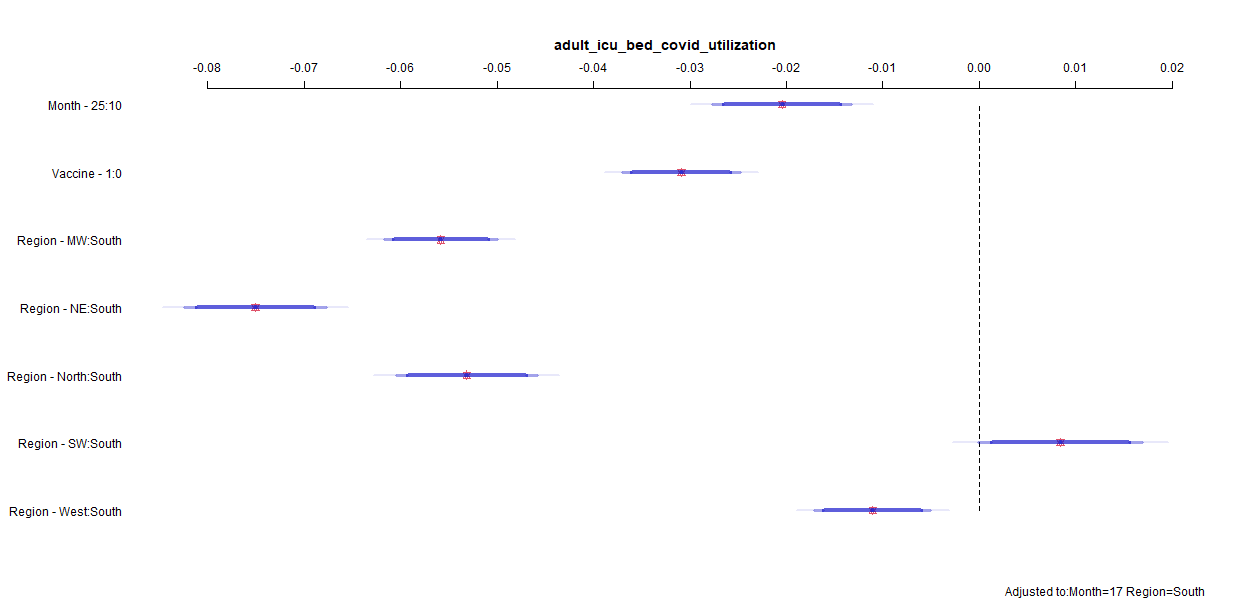 adult_icu_bed_covid_utilization
-0.08 -0.07 -0.06 -0.05 -0.04 -0.03 -0.02 -0.01 0.00 0.01 0.02
Month - 25:10
Vaccine - 1:0
Region - MW:South
Region - NE:South
Region - North:South
Region - SW:South
Region - West:South
Adjusted to:Month=17 Region=South